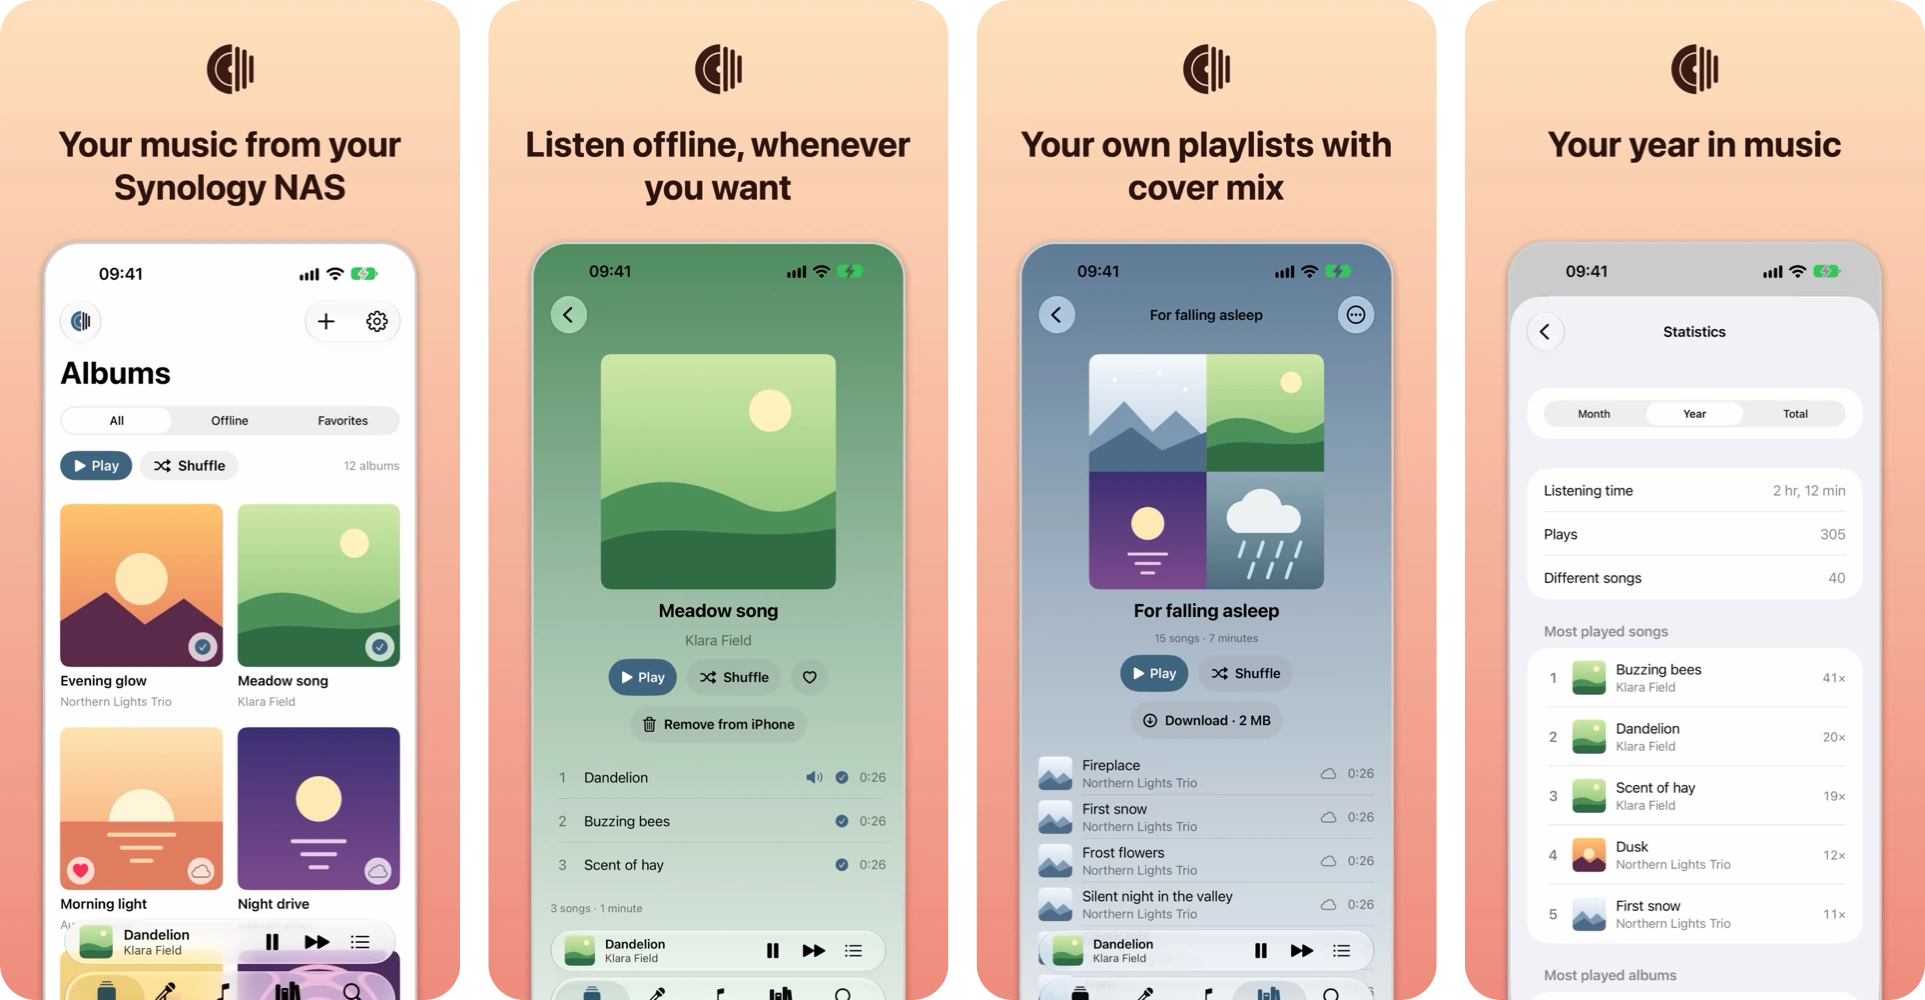 Your music from your
Synology NAS
09:41
Albums
All
Offline
Favorites
Play
Shuffle
12 albums
Evening glow
Northern Lights Trio
Meadow song
Klara Field
Morning light
Night drive
Dandelion
Klara Field
Listen offline, whenever
you want
09:41
Meadow song
Klara Field
Play
Shuffle
Remove from iPhone
1 Dandelion 0:26
2 Buzzing bees 0:26
3 Scent of hay 0:26
3 songs · 1 minute
Dandelion
Klara Field
Your own playlists with
cover mix
09:41
For falling asleep
For falling asleep
15 songs · 7 minutes
Play
Shuffle
Download · 2 MB
Fireplace
Northern Lights Trio
0:26
First snow
Northern Lights Trio
0:26
Frost flowers
Northern Lights Trio
0:26
Silent night in the valley
Northern Lights Trio
0:26
Dandelion
Klara Field
Your year in music
09:41
Statistics
Month
Year
Total
Listening time 2 hr, 12 min
Plays 305
Different songs 40
Most played songs
1 Buzzing bees
Klara Field
41×
2 Dandelion
Klara Field
20×
3 Scent of hay
Klara Field
19×
4 Dusk
Northern Lights Trio
12×
5 First snow
Northern Lights Trio
11×
Most played albums